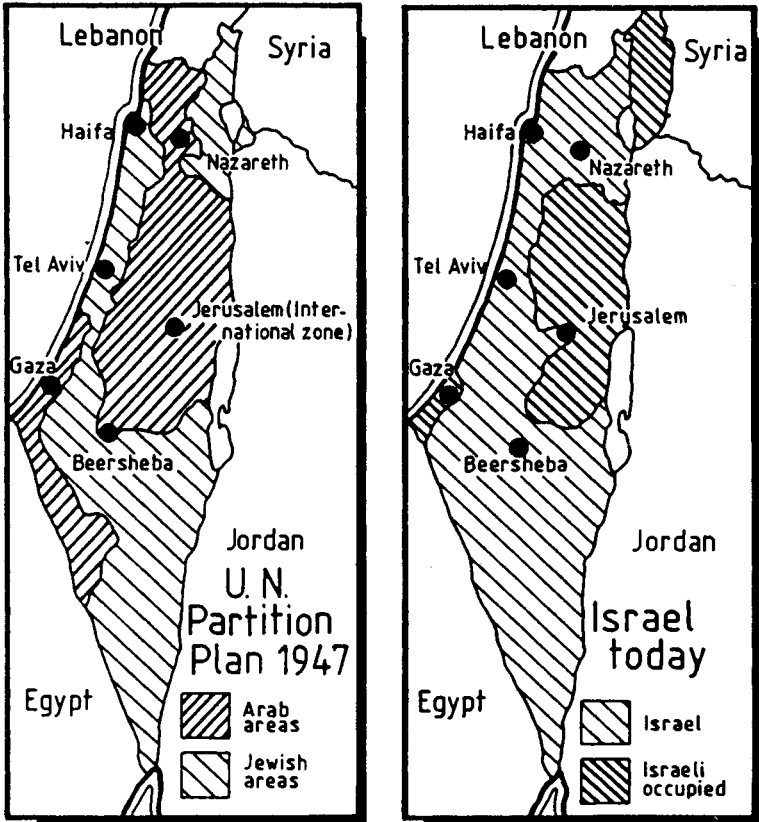 Lebanon
Syria
Haifa
Nazareth
Tel Aviv
Jerusalem (Inter-
national zone)
Gaza
Beersheba
Jordan
U. N.
Partition
Plan 1947
Egypt
Arab
areas
Jewish
areas
Lebanon
Syria
Haifa
Nazareth
Tel Aviv
Jerusalem
Gaza
Beersheba
Jordan
Israel
today
Egypt
Israel
Israeli
occupied